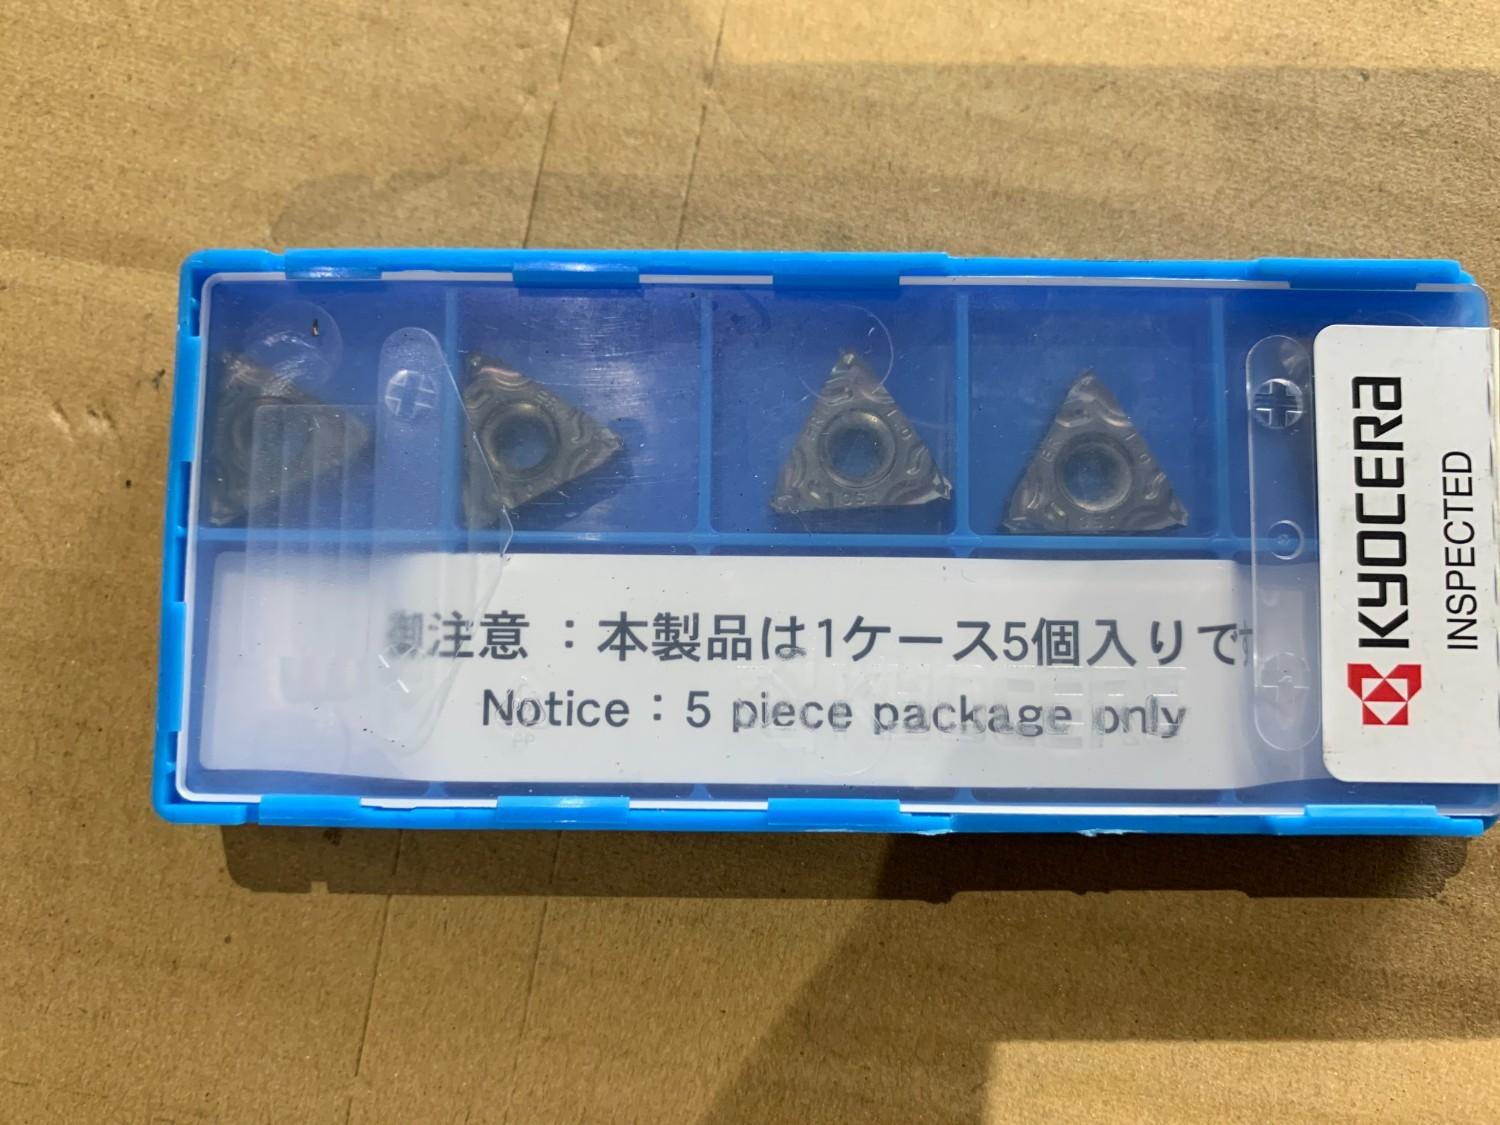 御注意：本製品は1ケース5個入りです
Notice：5 piece package only
KYOCERA
INSPECTED